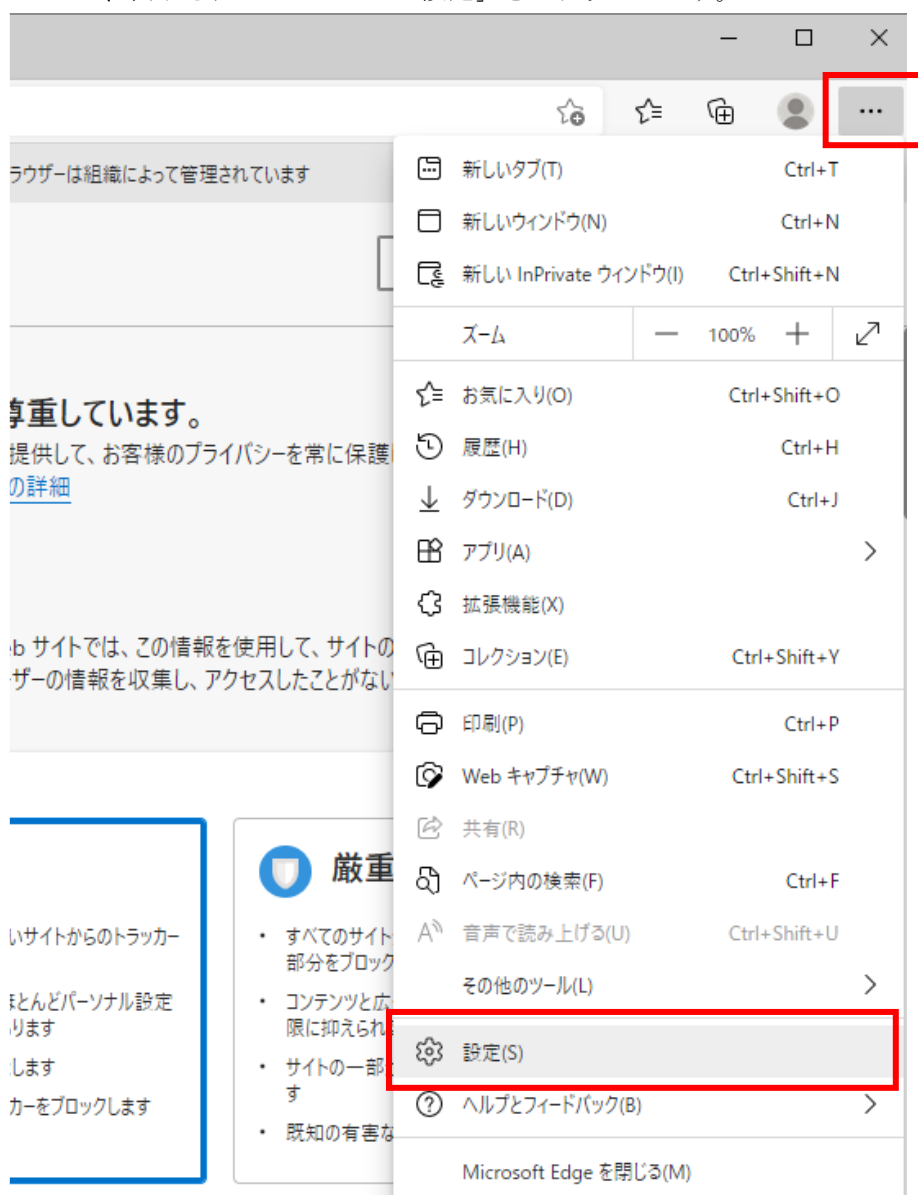 ラウザーは組織によって管理されています
尊重しています。
提供して、お客様のプライバシーを常に保護
の詳細
eb サイトでは、この情報を使用して、サイトの
ーザーの情報を収集し、アクセスしたことがない
いサイトからのトラッカー
ほとんどパーソナル設定
ります
します
カーをブロックします
厳重
• すべてのサイト
部分をブロック
• コンテンツと広
限に抑えられ
• サイトの一部
す
• 既知の有害な
新しいタブ(T) Ctrl+T
新しいウィンドウ(N) Ctrl+N
新しい InPrivate ウィンドウ(I) Ctrl+Shift+N
ズーム — 100% +
お気に入り(O) Ctrl+Shift+O
履歴(H) Ctrl+H
ダウンロード(D) Ctrl+J
アプリ(A)
拡張機能(X)
コレクション(E) Ctrl+Shift+Y
印刷(P) Ctrl+P
Web キャプチャ(W) Ctrl+Shift+S
共有(R)
ページ内の検索(F) Ctrl+F
音声で読み上げる(U) Ctrl+Shift+U
その他のツール(L)
設定(S)
ヘルプとフィードバック(B)
Microsoft Edge を閉じる(M)